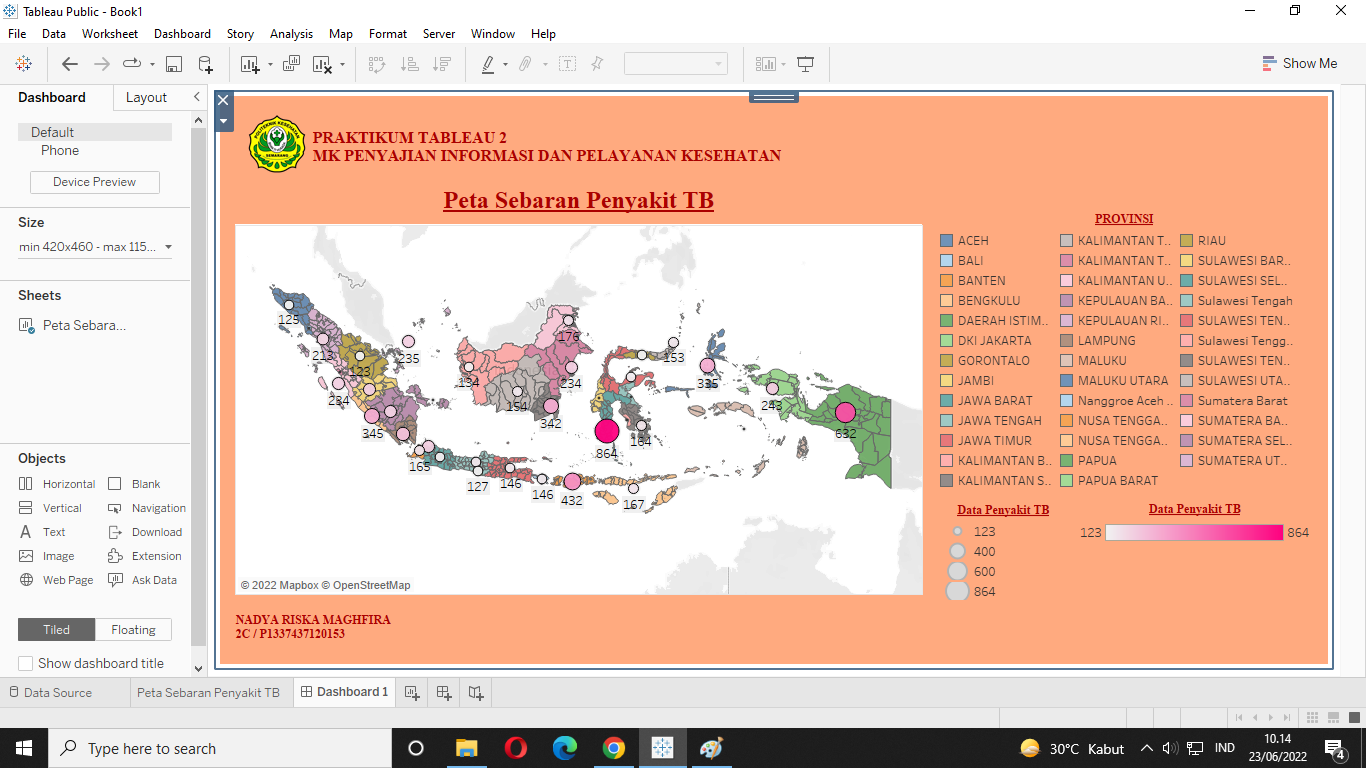 Tableau Public - Book1
File Data Worksheet Dashboard Story Analysis Map Format Server Window Help
Show Me
Dashboard Layout
Default
Phone
Device Preview
Size
min 420x460 - max 115...
Sheets
Peta Sebara...
Objects
Horizontal Blank
Vertical Navigation
Text Download
Image Extension
Web Page Ask Data
Tiled Floating
Show dashboard title
POLITEKNIK KESEHATAN
SEMARANG
PRAKTIKUM TABLEAU 2
MK PENYAJIAN INFORMASI DAN PELAYANAN KESEHATAN
Peta Sebaran Penyakit TB
125
176
213
235
153
123
134
234
243
234
154
345
342
632
864
184
165
127
146
146
432
167
© 2022 Mapbox © OpenStreetMap
PROVINSI
ACEH KALIMANTAN T.. RIAU
BALI KALIMANTAN T.. SULAWESI BAR..
BANTEN KALIMANTAN U.. SULAWESI SEL..
BENGKULU KEPULAUAN BA.. Sulawesi Tengah
DAERAH ISTIM.. KEPULAUAN RI.. SULAWESI TEN..
DKI JAKARTA LAMPUNG Sulawesi Tengg..
GORONTALO MALUKU SULAWESI TEN..
JAMBI MALUKU UTARA SULAWESI UTA..
JAWA BARAT Nanggroe Aceh .. Sumatera Barat
JAWA TENGAH NUSA TENGGA.. SUMATERA BA..
JAWA TIMUR NUSA TENGGA.. SUMATERA SEL..
KALIMANTAN B.. PAPUA SUMATERA UT..
KALIMANTAN S.. PAPUA BARAT
Data Penyakit TB
123
400
600
864
Data Penyakit TB
123 864
NADYA RISKA MAGHFIRA
2C / P1337437120153
Data Source Peta Sebaran Penyakit TB Dashboard 1
Type here to search
30°C Kabut
IND
10.14
23/06/2022
4